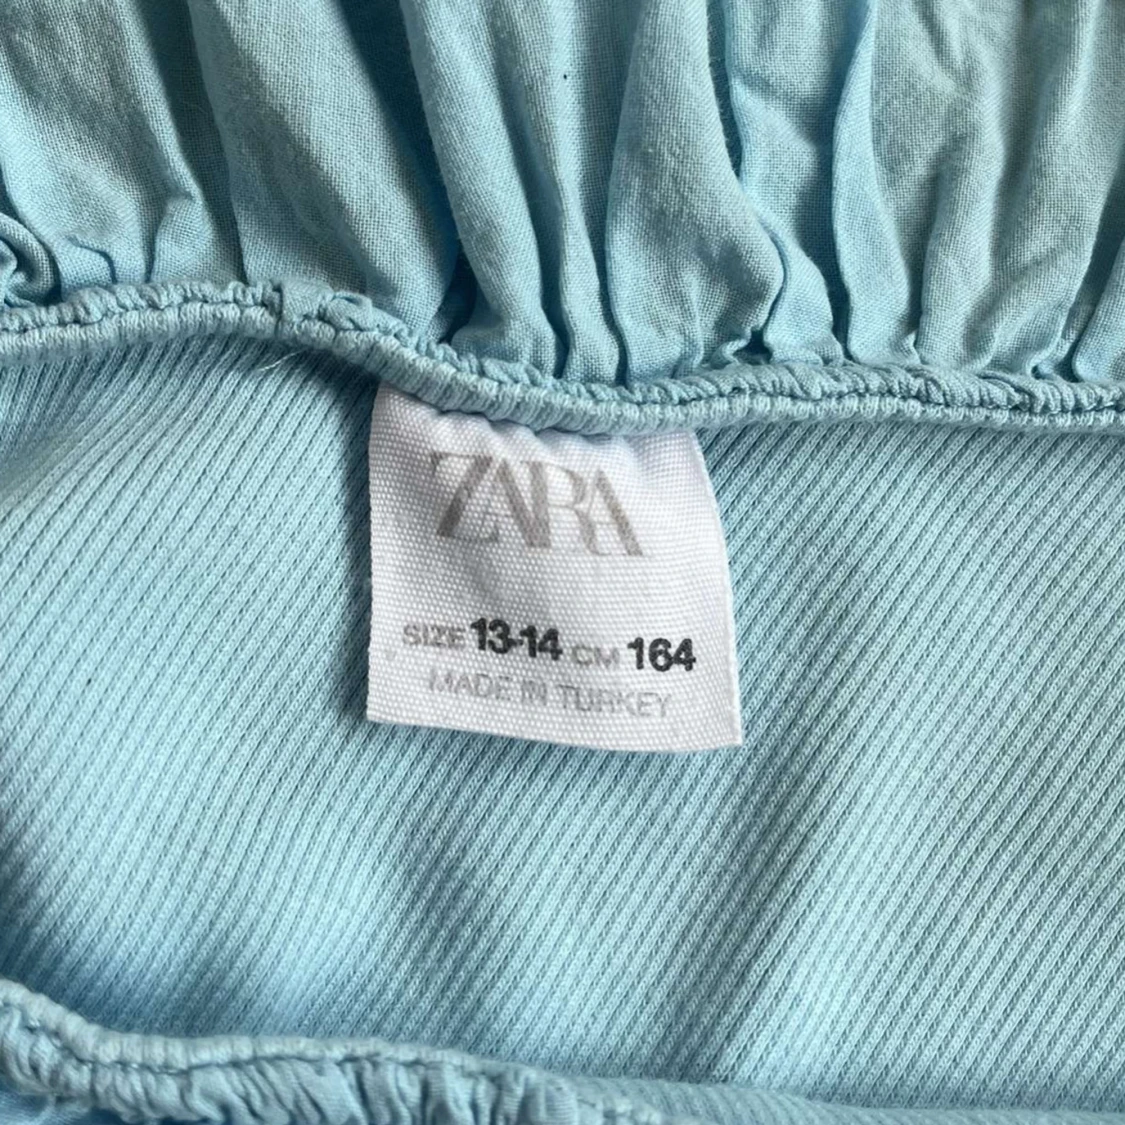 ZARA
SIZE 13-14 CM 164
MADE IN TURKEY